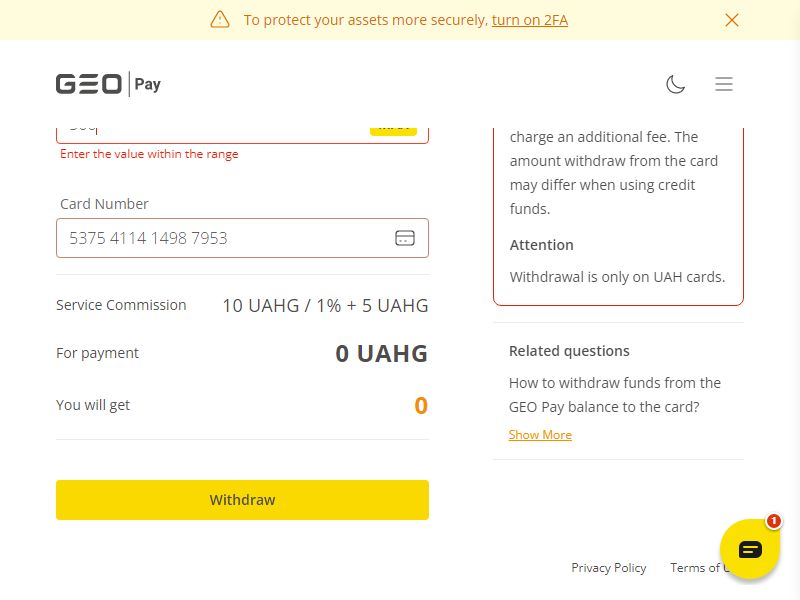 To protect your assets more securely, turn on 2FA
GEO Pay
Enter the value within the range
Card Number
5375 4114 1498 7953
Service Commission 10 UAHG / 1% + 5 UAHG
For payment 0 UAHG
You will get 0
Withdraw
charge an additional fee. The
amount withdraw from the card
may differ when using credit
funds.
Attention
Withdrawal is only on UAH cards.
Related questions
How to withdraw funds from the
GEO Pay balance to the card?
Show More
1
Privacy Policy Terms of